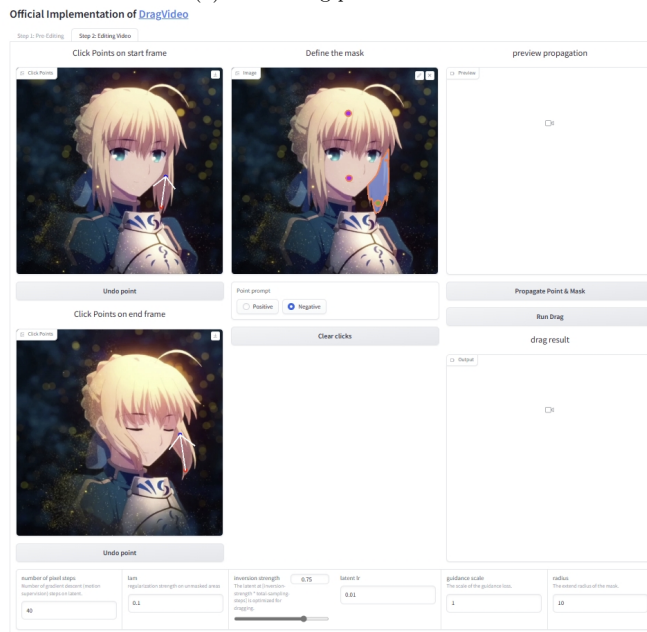 Official Implementation of DragVideo
Step 1: Pre Editing
Step 2: Editing Video
Click Points on start frame
Define the mask
preview propagation
Click Points
Image
Preview
Undo point
Point prompt
Positive
Negative
Propagate Point & Mask
Click Points on end frame
Clear clicks
Run Drag
drag result
Click Points
Output
Undo point
number of pixel steps
Number of gradient descent (motion
supervision) steps on latent.
40
lam
regularization strength on unmasked areas
0.1
inversion strength
0.75
The latent at [inversion
strength * total sampling
steps] is optimized for
dragging.
latent lr
0.01
guidance scale
The scale of the guidance loss.
1
radius
The extend radius of the mask.
10